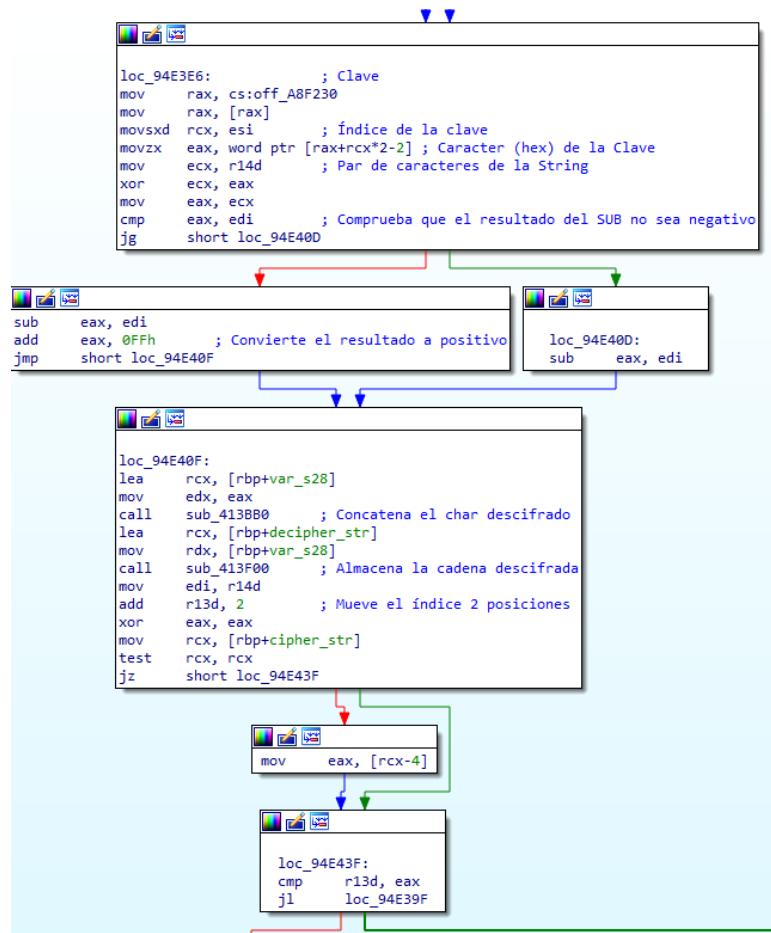 loc_94E3E6: ; Clave
mov rax, cs:off_A8F230
mov rax, [rax]
movsxd rcx, esi ; Índice de la clave
movzx eax, word ptr [rax+rcx*2-2] ; Caracter (hex) de la Clave
mov ecx, r14d ; Par de caracteres de la String
xor ecx, eax
mov eax, ecx
cmp eax, edi ; Comprueba que el resultado del SUB no sea negativo
jg short loc_94E40D
sub eax, edi
add eax, 0FFh ; Convierte el resultado a positivo
jmp short loc_94E40F
loc_94E40D:
sub eax, edi
loc_94E40F:
lea rcx, [rbp+var_s28]
mov edx, eax
call sub_413BB0 ; Concatena el char descifrado
lea rcx, [rbp+decipher_str]
mov rdx, [rbp+var_s28]
call sub_413F00 ; Almacena la cadena descifrada
mov edi, r14d
add r13d, 2 ; Mueve el índice 2 posiciones
xor eax, eax
mov rcx, [rbp+cipher_str]
test rcx, rcx
jz short loc_94E43F
mov eax, [rcx-4]
loc_94E43F:
cmp r13d, eax
jl loc_94E39F